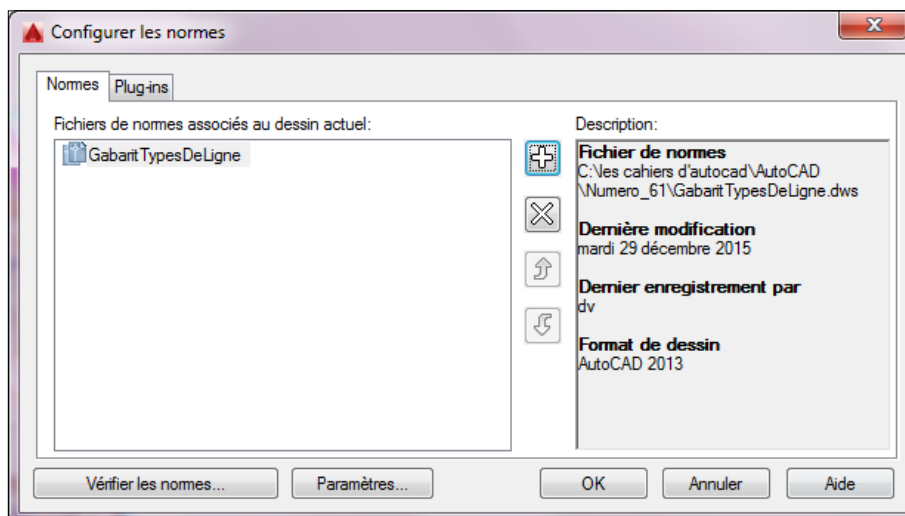 Configurer les normes
Normes
Plug-ins
Fichiers de normes associés au dessin actuel:
GabaritTypesDeLigne
Description:
Fichier de normes
C:\les cahiers d'autocad\AutoCAD
\Numero_61\GabaritTypesDeLigne.dws
Dernière modification
mardi 29 décembre 2015
Dernier enregistrement par
dv
Format de dessin
AutoCAD 2013
Vérifier les normes...
Paramètres...
OK
Annuler
Aide